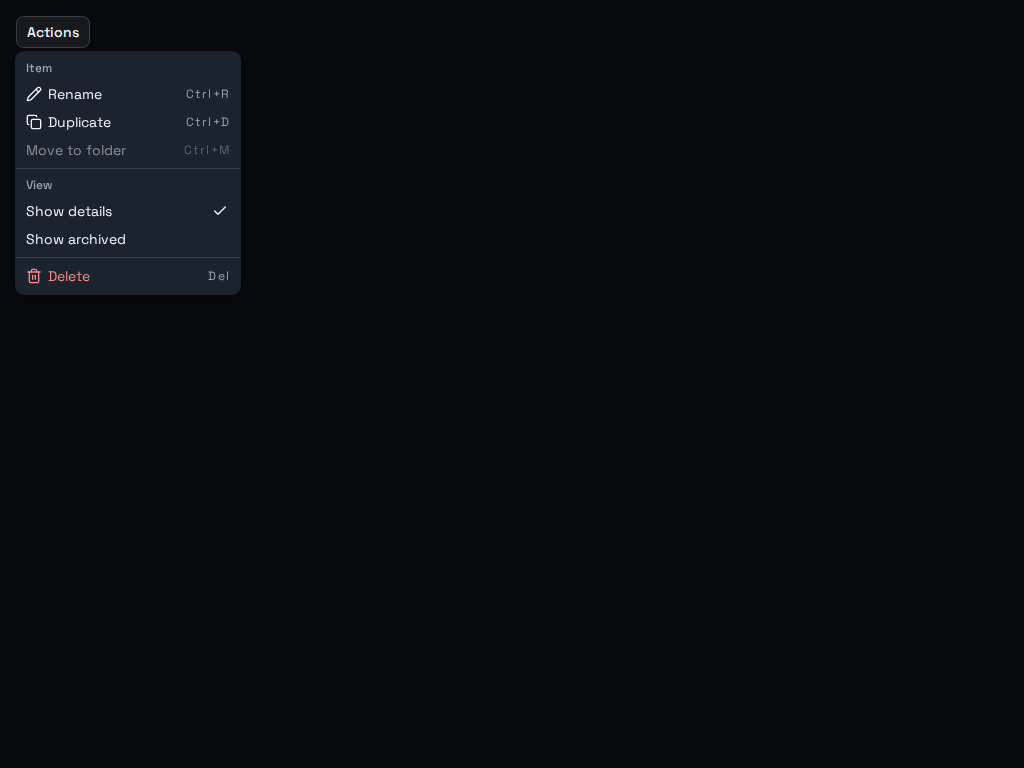 Actions
Item
Rename Ctrl+R
Duplicate Ctrl+D
Move to folder Ctrl+M
View
Show details
Show archived
Delete Del